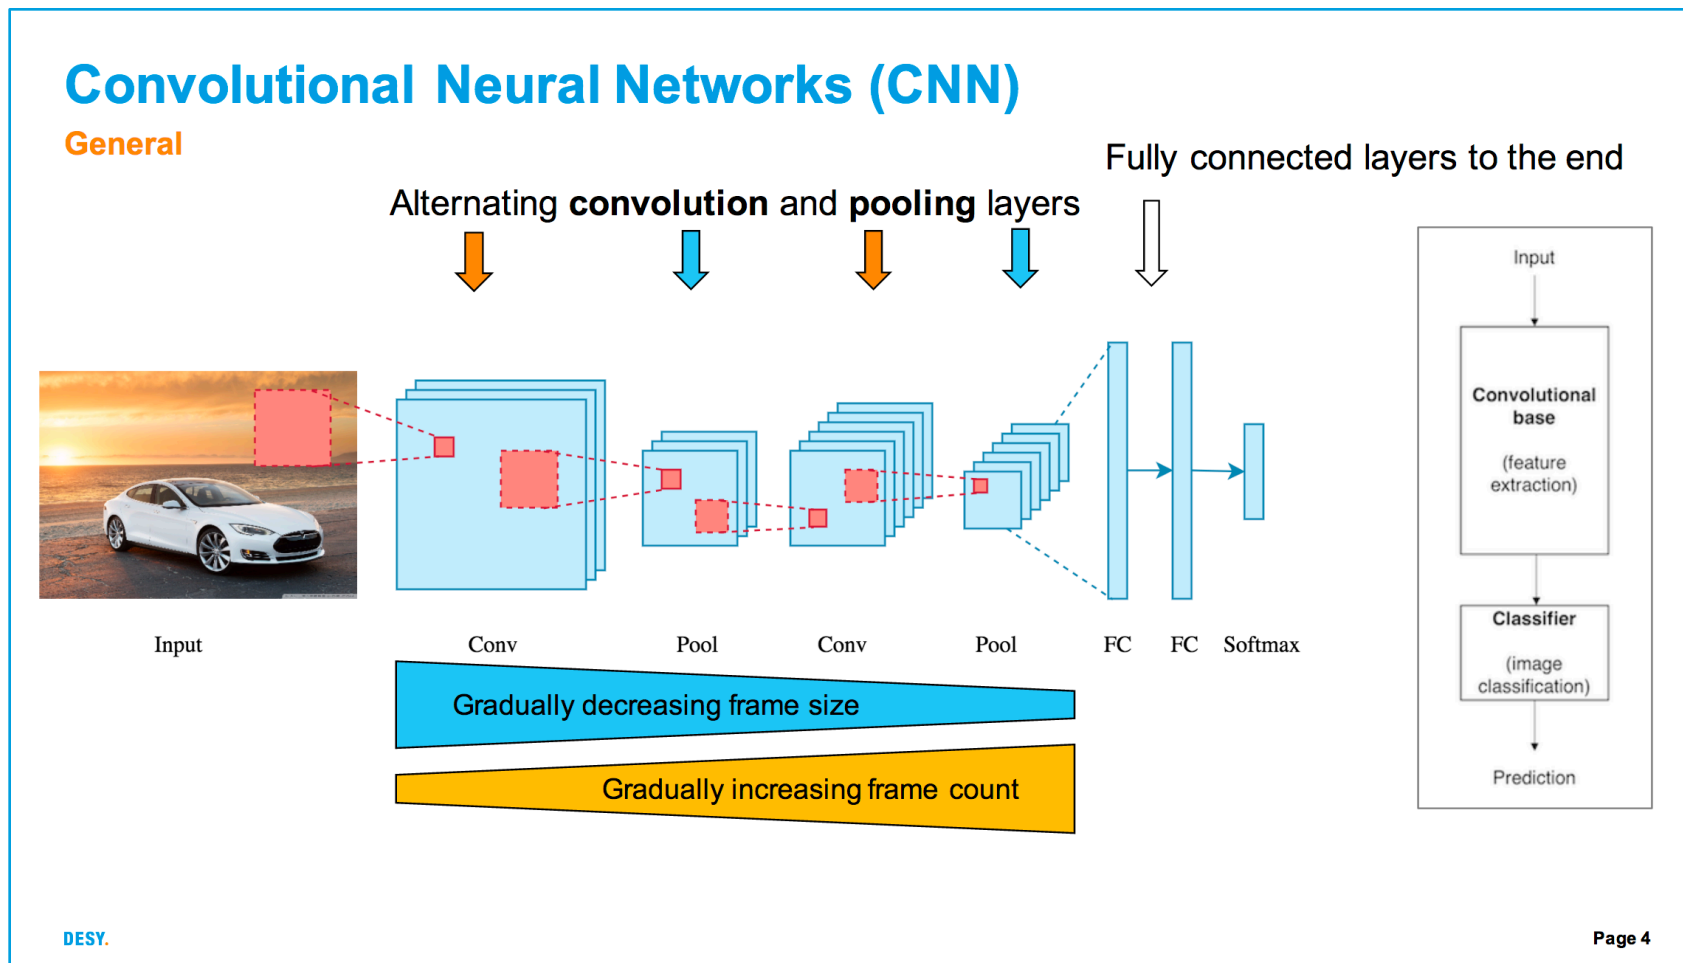 Convolutional Neural Networks (CNN)
General
Fully connected layers to the end
Alternating convolution and pooling layers
Input
Conv
Pool
Conv
Pool
FC
FC
Softmax
Gradually decreasing frame size
Gradually increasing frame count
Input
Convolutional
base
(feature
extraction)
Classifier
(image
classification)
Prediction
DESY.
Page 4